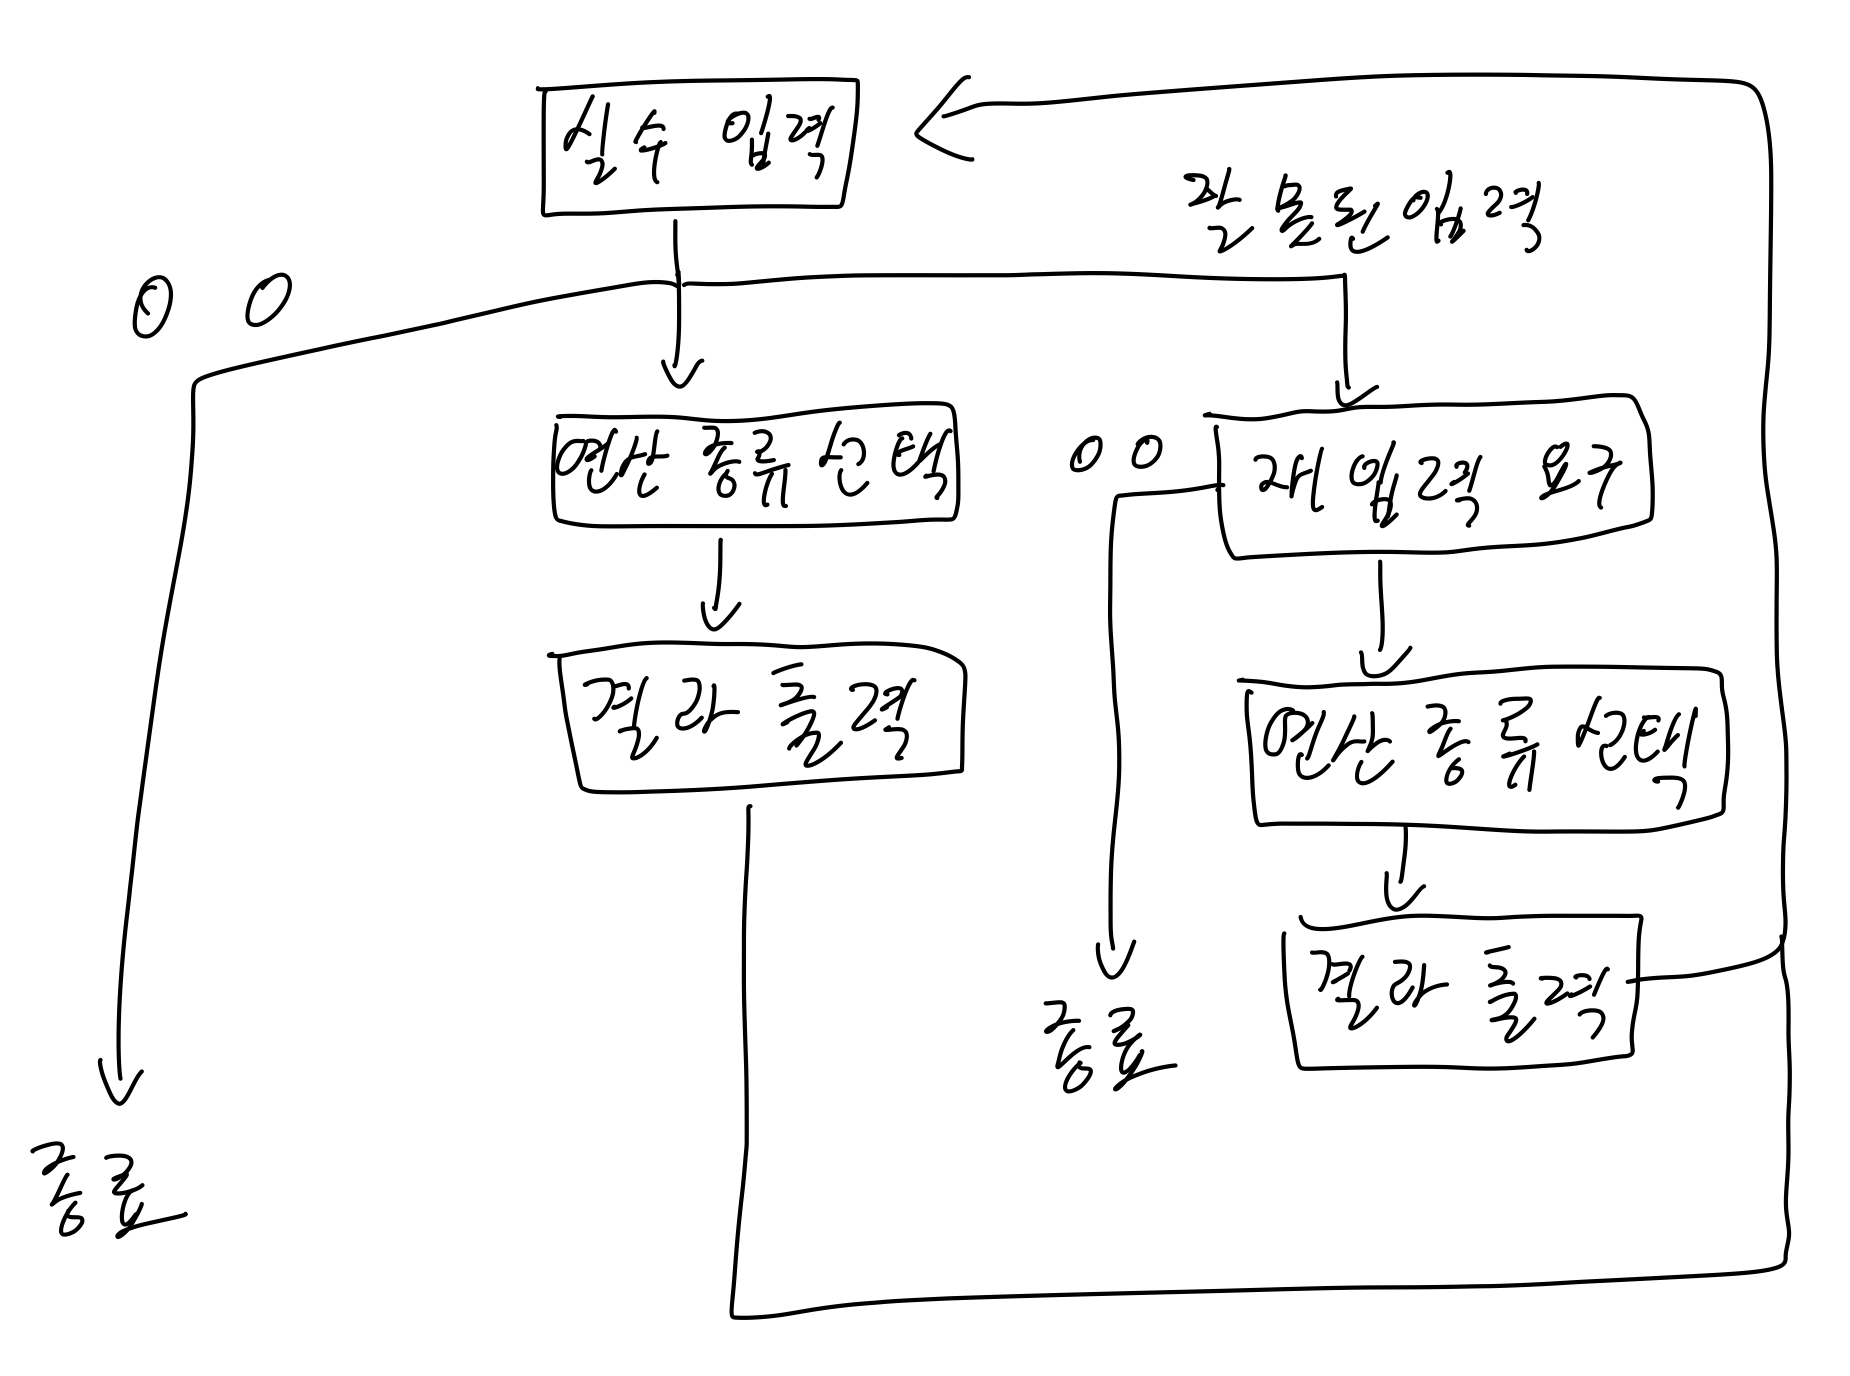 실수 입력
잘못된 입력
0 0
연산 종류 선택
0 0
재입력 요구
결과 출력
연산 종류 선택
결과 출력
종료
종료